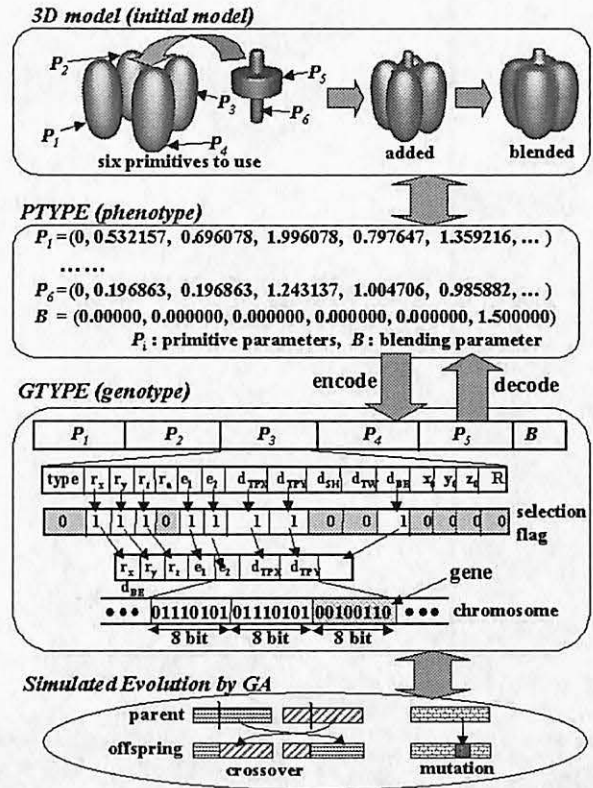 3D model (initial model)
P2
P5
P3
P6
P1
P4
six primitives to use
added
blended
PTYPE (phenotype)
P1 =(0, 0.532157, 0.696078, 1.996078, 0.797647, 1.359216, ... )
......
P6 =(0, 0.196863, 0.196863, 1.243137, 1.004706, 0.985882, ... )
B = (0.00000, 0.000000, 0.000000, 0.000000, 0.000000, 1.500000)
Pi : primitive parameters, B : blending parameter
encode
decode
GTYPE (genotype)
P1 P2 P3 P4 P5 B
type rx ry rz ra e1 e2 dTPX dTPY dSH dTW dBE
0 1 1 1 0 1 1 1 1 0 0 1 0 0 0 0
selection
flag
rx ry rz e1 e2 dTPX dTPY
dBE
gene
••• 01110101 01110101 00100110 •••
chromosome
8 bit 8 bit 8 bit
Simulated Evolution by GA
parent
offspring
crossover
mutation